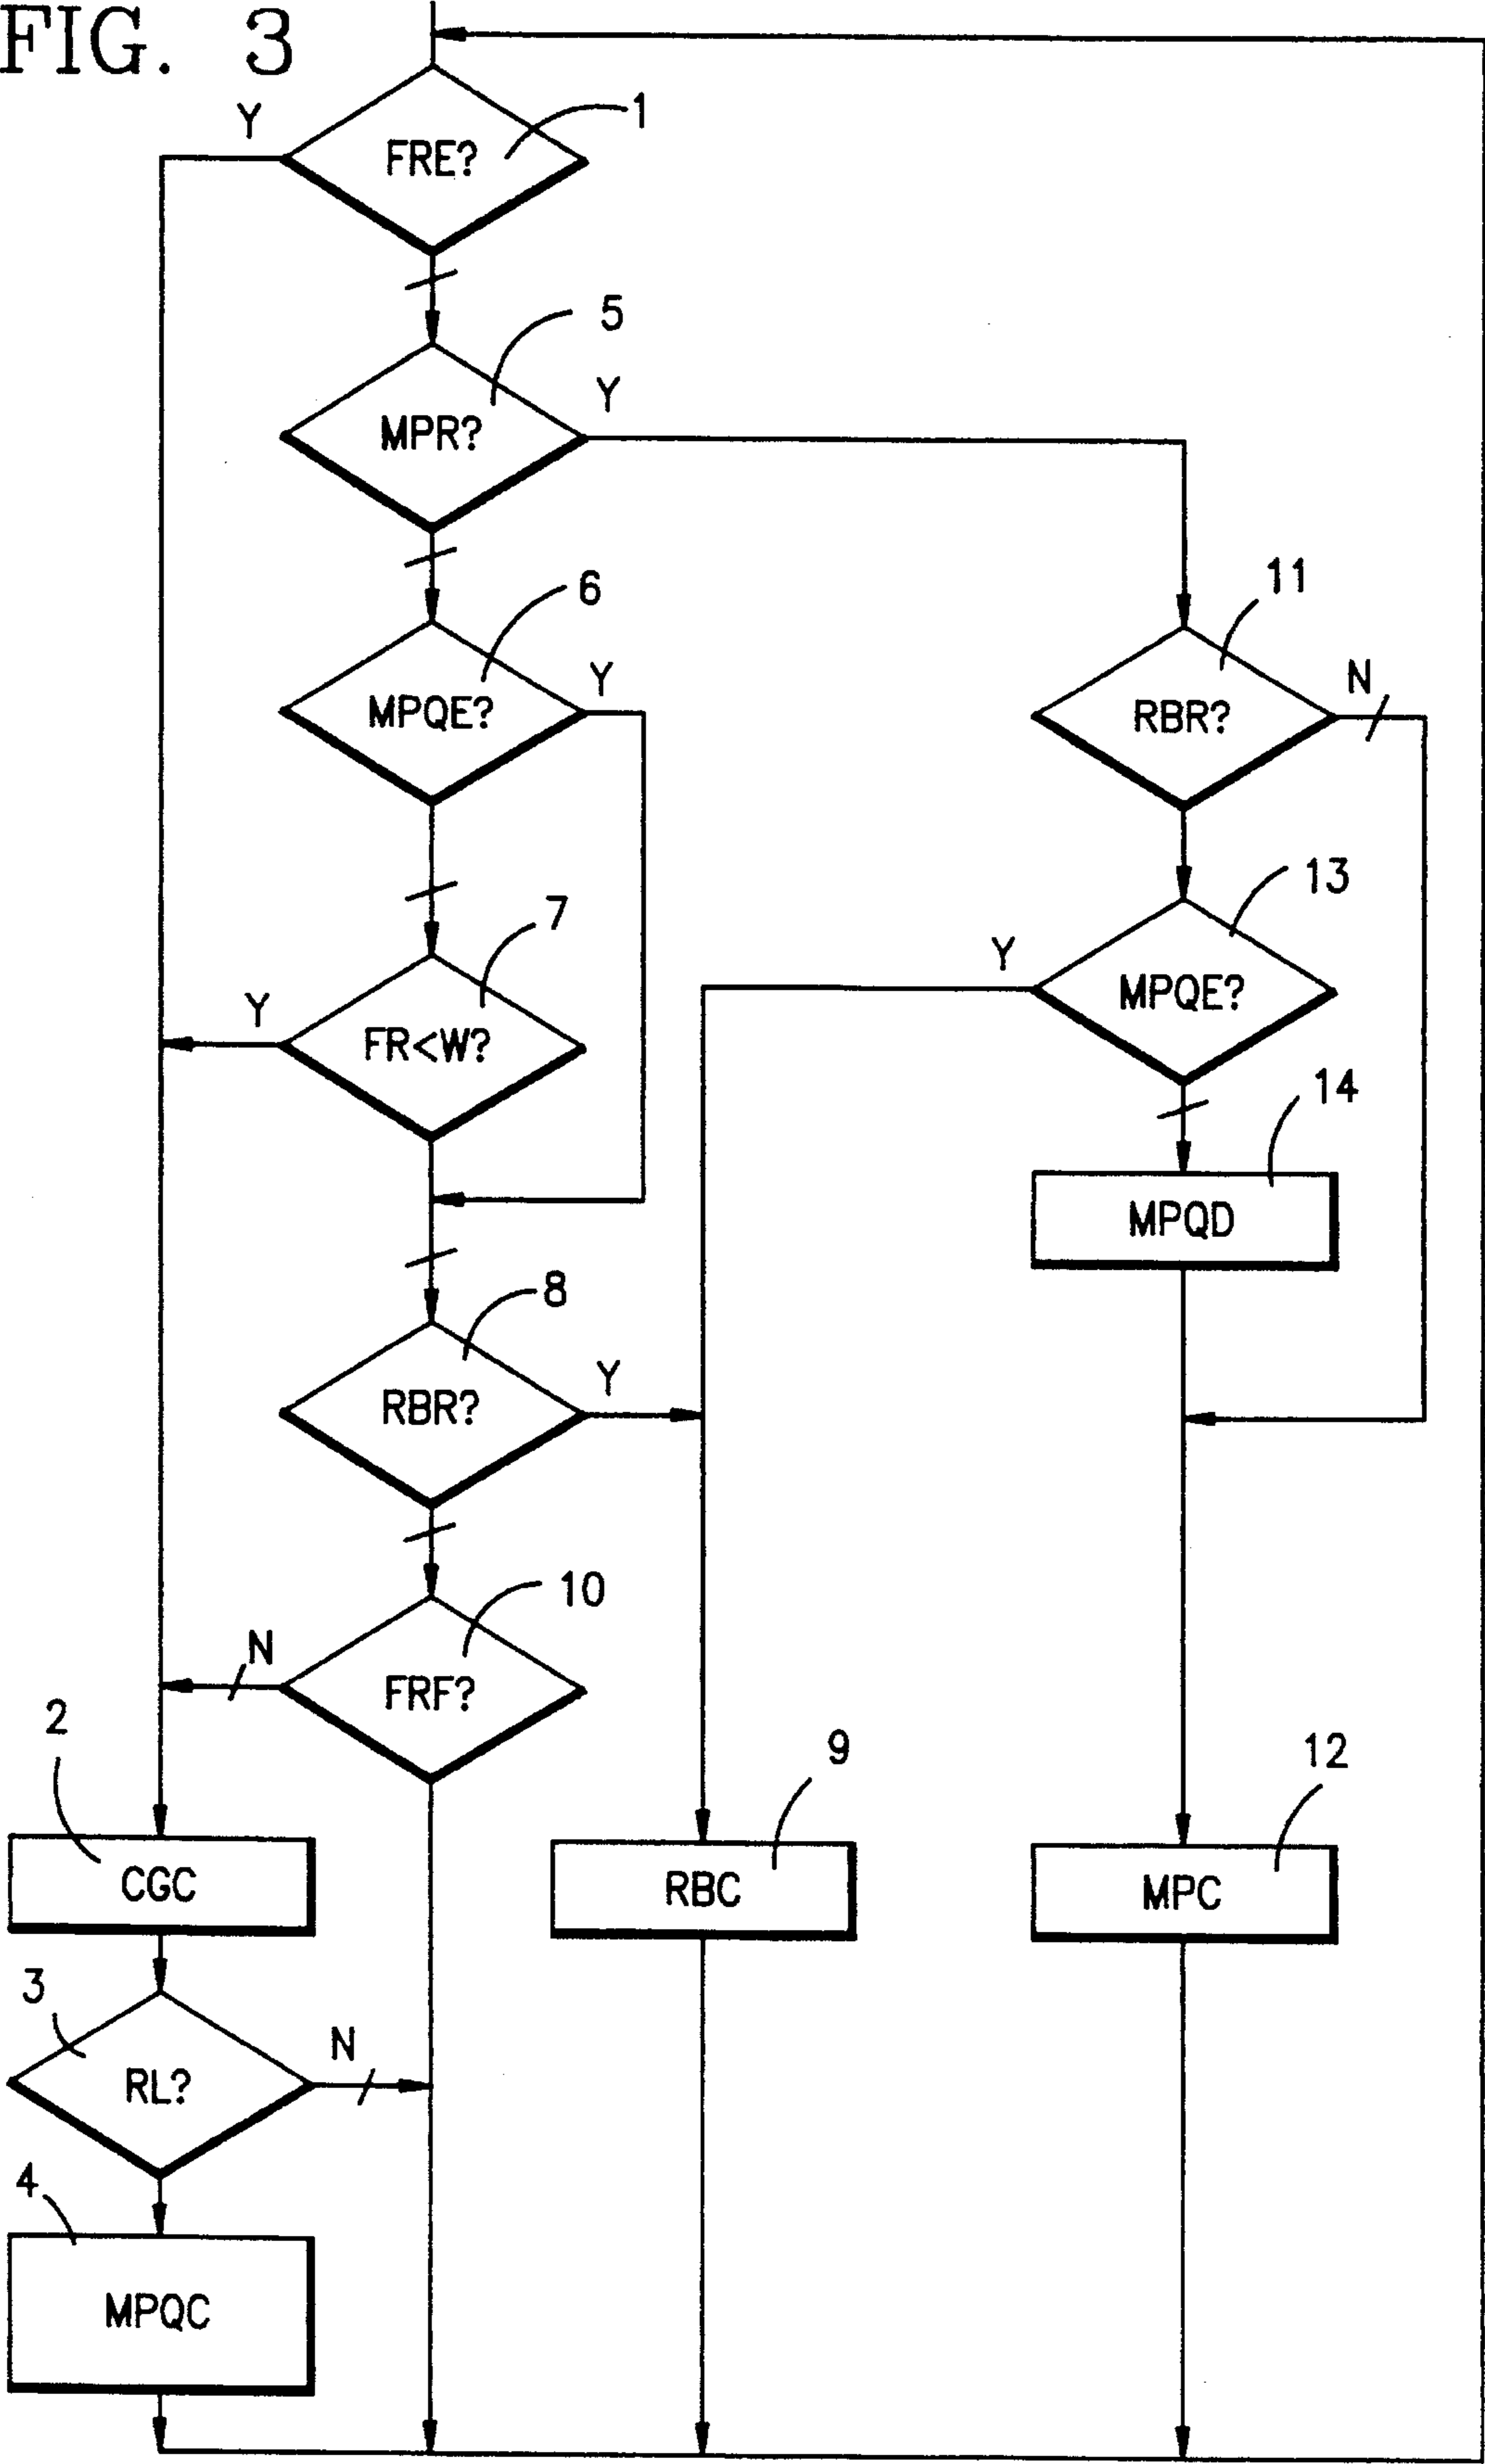 FIG. 3
Y
FRE?
1
5
MPR?
Y
6
MPQE?
Y
11
RBR?
N
7
Y
FR<W?
13
Y
MPQE?
14
MPQD
8
RBR?
Y
10
N
FRF?
2
CGC
9
RBC
12
MPC
3
RL?
N
4
MPQC